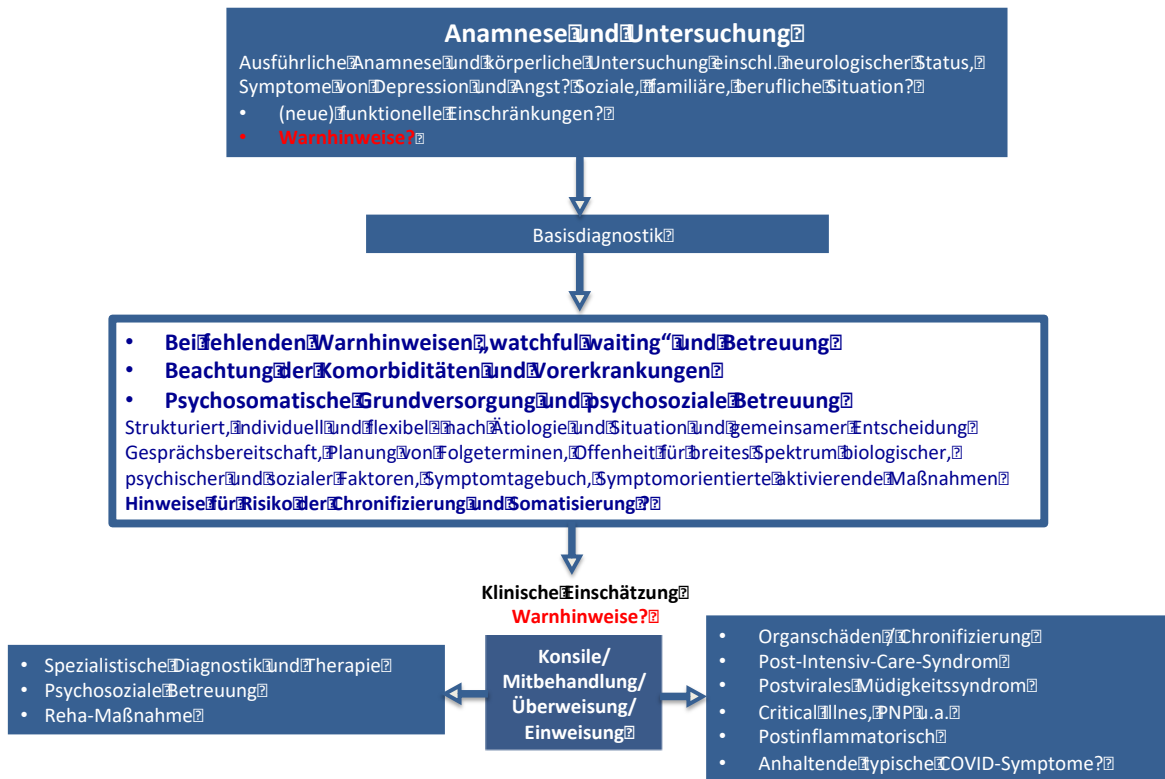 Anamnese und Untersuchung
Ausführliche Anamnese und körperliche Untersuchung einschl. neurologischer Status,
Symptome von Depression und Angst? Soziale, familiäre, berufliche Situation?
• (neue) funktionelle Einschränkungen?
• Warnhinweise?
Basisdiagnostik
• Bei fehlenden Warnhinweisen „watchful waiting“ und Betreuung
• Beachtung der Komorbiditäten und Vorerkrankungen
• Psychosomatische Grundversorgung und psychosoziale Betreuung
Strukturiert, individuell und flexibel - nach Ätiologie und Situation und gemeinsamer Entscheidung
Gesprächsbereitschaft, Planung von Folgeterminen, Offenheit für breites Spektrum biologischer,
psychischer und sozialer Faktoren, Symptomtagebuch, Symptomorientierte aktivierende Maßnahmen
Hinweise für Risiko der Chronifizierung und Somatisierung ?
Klinische Einschätzung
Warnhinweise?
• Spezialistische Diagnostik und Therapie
• Psychosoziale Betreuung
• Reha-Maßnahme
Konsile/
Mitbehandlung/
Überweisung/
Einweisung
• Organschäden / Chronifizierung
• Post-Intensiv-Care-Syndrom
• Postvirales Müdigkeitssyndrom
• Critical Illnes, PNP u.a.
• Postinflammatorisch
• Anhaltende typische COVID-Symptome?